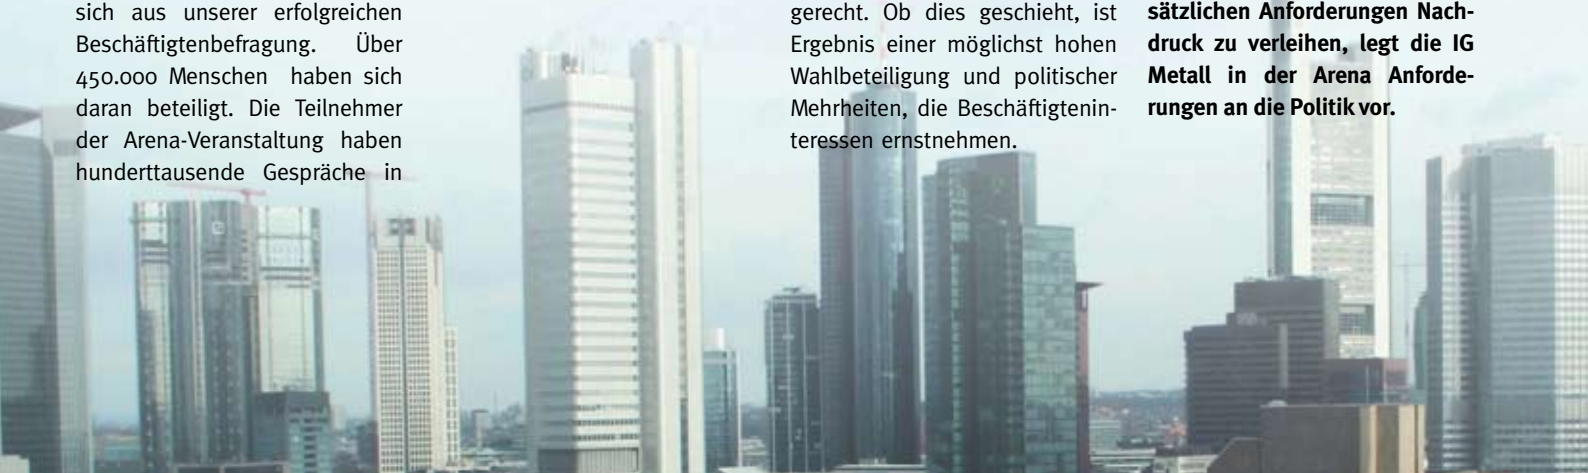 sich aus unserer erfolgreichen
Beschäftigtenbefragung. Über
450.000 Menschen haben sich
daran beteiligt. Die Teilnehmer
der Arena-Veranstaltung haben
hunderttausende Gespräche in
gerecht. Ob dies geschieht, ist
Ergebnis einer möglichst hohen
Wahlbeteiligung und politischer
Mehrheiten, die Beschäftigtenin-
teressen ernstnehmen.
sätzlichen Anforderungen Nach-
druck zu verleihen, legt die IG
Metall in der Arena Anforde-
rungen an die Politik vor.